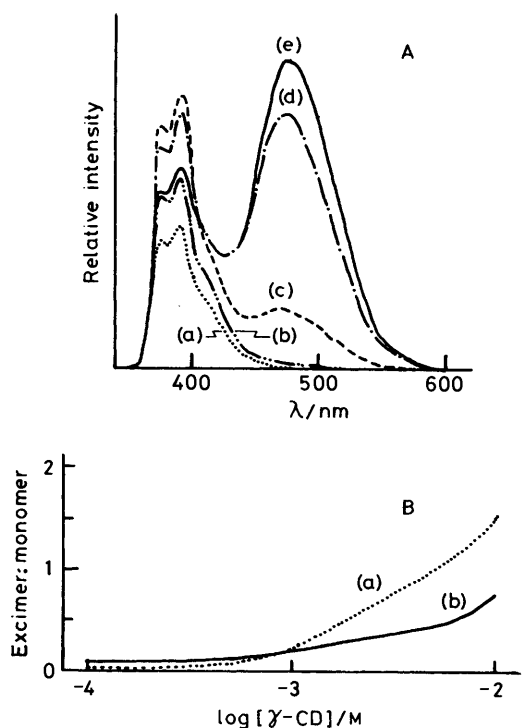 A
(e)
(d)
(c)
(a)
(b)
Relative intensity
400
500
600
λ/nm
B
2
1
0
Excimer: monomer
(a)
(b)
-4
-3
-2
log [γ-CD]/M